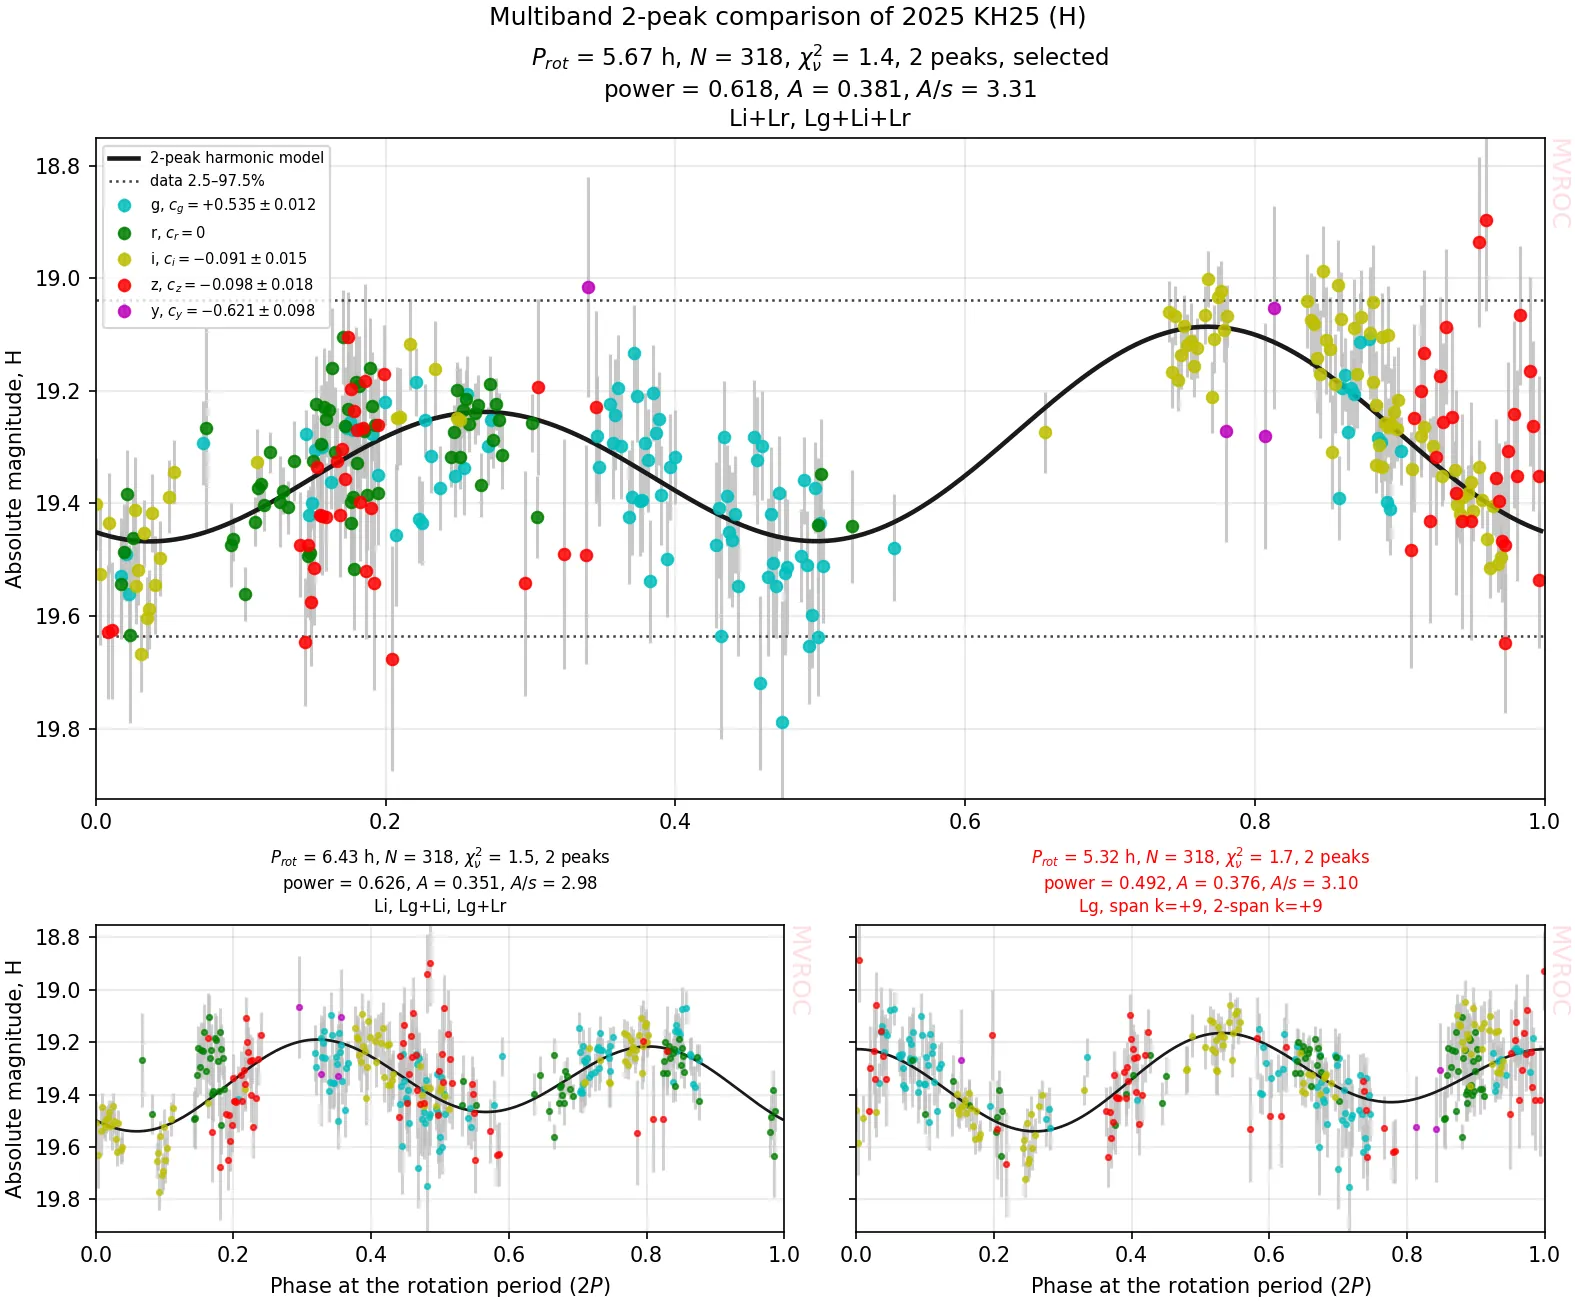 Multiband 2-peak comparison of 2025 KH25 (H)
P_rot = 5.67 h, N = 318, χ²_ν = 1.4, 2 peaks, selected
power = 0.618, A = 0.381, A/s = 3.31
Li+Lr, Lg+Li+Lr
MVROC
2-peak harmonic model
data 2.5–97.5%
g, c_g = +0.535 ± 0.012
r, c_r = 0
i, c_i = −0.091 ± 0.015
z, c_z = −0.098 ± 0.018
y, c_y = −0.621 ± 0.098
Absolute magnitude, H
18.8
19.0
19.2
19.4
19.6
19.8
0.0 0.2 0.4 0.6 0.8 1.0
P_rot = 6.43 h, N = 318, χ²_ν = 1.5, 2 peaks
power = 0.626, A = 0.351, A/s = 2.98
Li, Lg+Li, Lg+Lr
MVROC
Absolute magnitude, H
18.8
19.0
19.2
19.4
19.6
19.8
0.0 0.2 0.4 0.6 0.8 1.0
Phase at the rotation period (2P)
P_rot = 5.32 h, N = 318, χ²_ν = 1.7, 2 peaks
power = 0.492, A = 0.376, A/s = 3.10
Lg, span k=+9, 2-span k=+9
MVROC
0.0 0.2 0.4 0.6 0.8 1.0
Phase at the rotation period (2P)